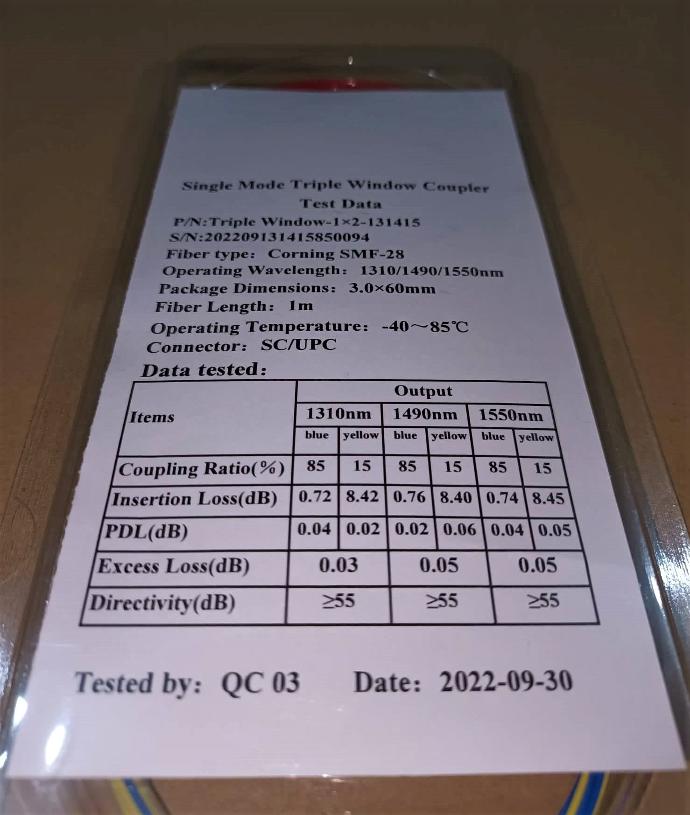 Single Mode Triple Window Coupler
Test Data
P/N:Triple Window-1×2-131415
S/N:202209131415850094
Fiber type: Corning SMF-28
Operating Wavelength: 1310/1490/1550nm
Package Dimensions: 3.0×60mm
Fiber Length: 1m
Operating Temperature: -40～85℃
Connector: SC/UPC
Data tested:
Items Output
1310nm 1490nm 1550nm
blue yellow blue yellow blue yellow
Coupling Ratio(%) 85 15 85 15 85 15
Insertion Loss(dB) 0.72 8.42 0.76 8.40 0.74 8.45
PDL(dB) 0.04 0.02 0.02 0.06 0.04 0.05
Excess Loss(dB) 0.03 0.05 0.05
Directivity(dB) ≥55 ≥55 ≥55
Tested by: QC 03 Date: 2022-09-30